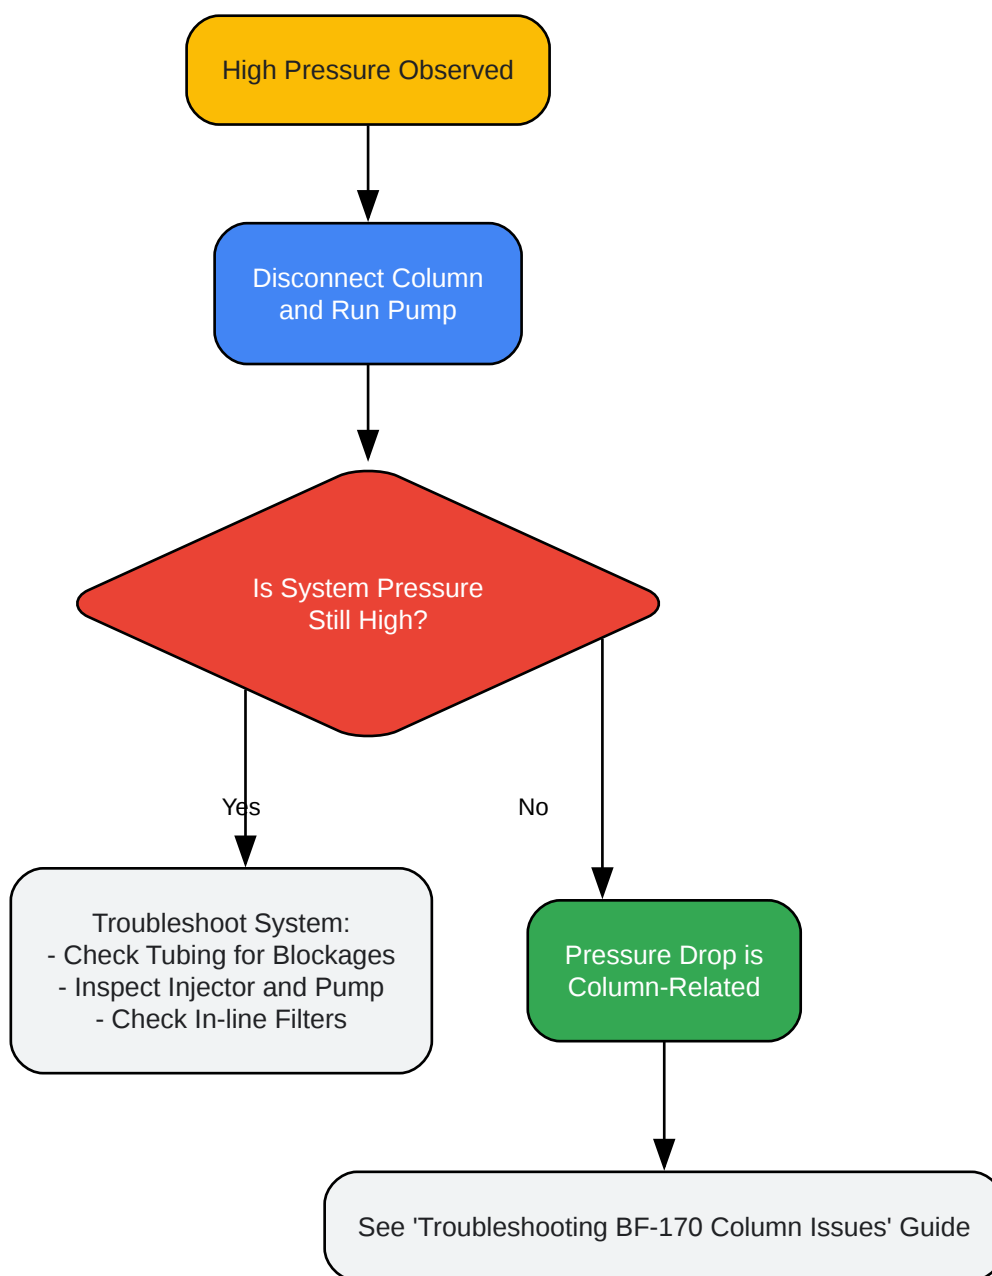 High Pressure Observed
Disconnect Column
and Run Pump
Is System Pressure
Still High?
Yes
No
Troubleshoot System:
- Check Tubing for Blockages
- Inspect Injector and Pump
- Check In-line Filters
Pressure Drop is
Column-Related
See 'Troubleshooting BF-170 Column Issues' Guide